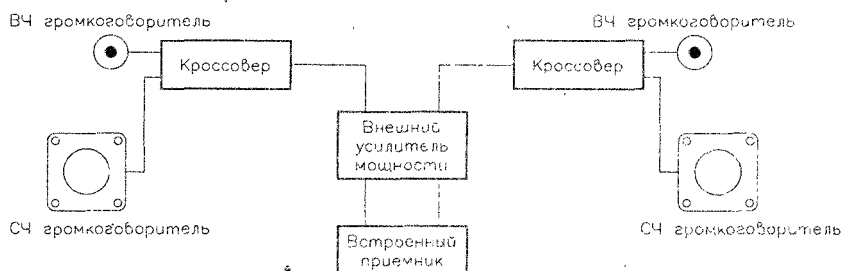 ВЧ громкоговоритель
ВЧ громкоговоритель
Кроссовер
Кроссовер
Внешний
усилитель
мощности
СЧ громкоговоритель
СЧ громкоговоритель
Встроенный
приемник